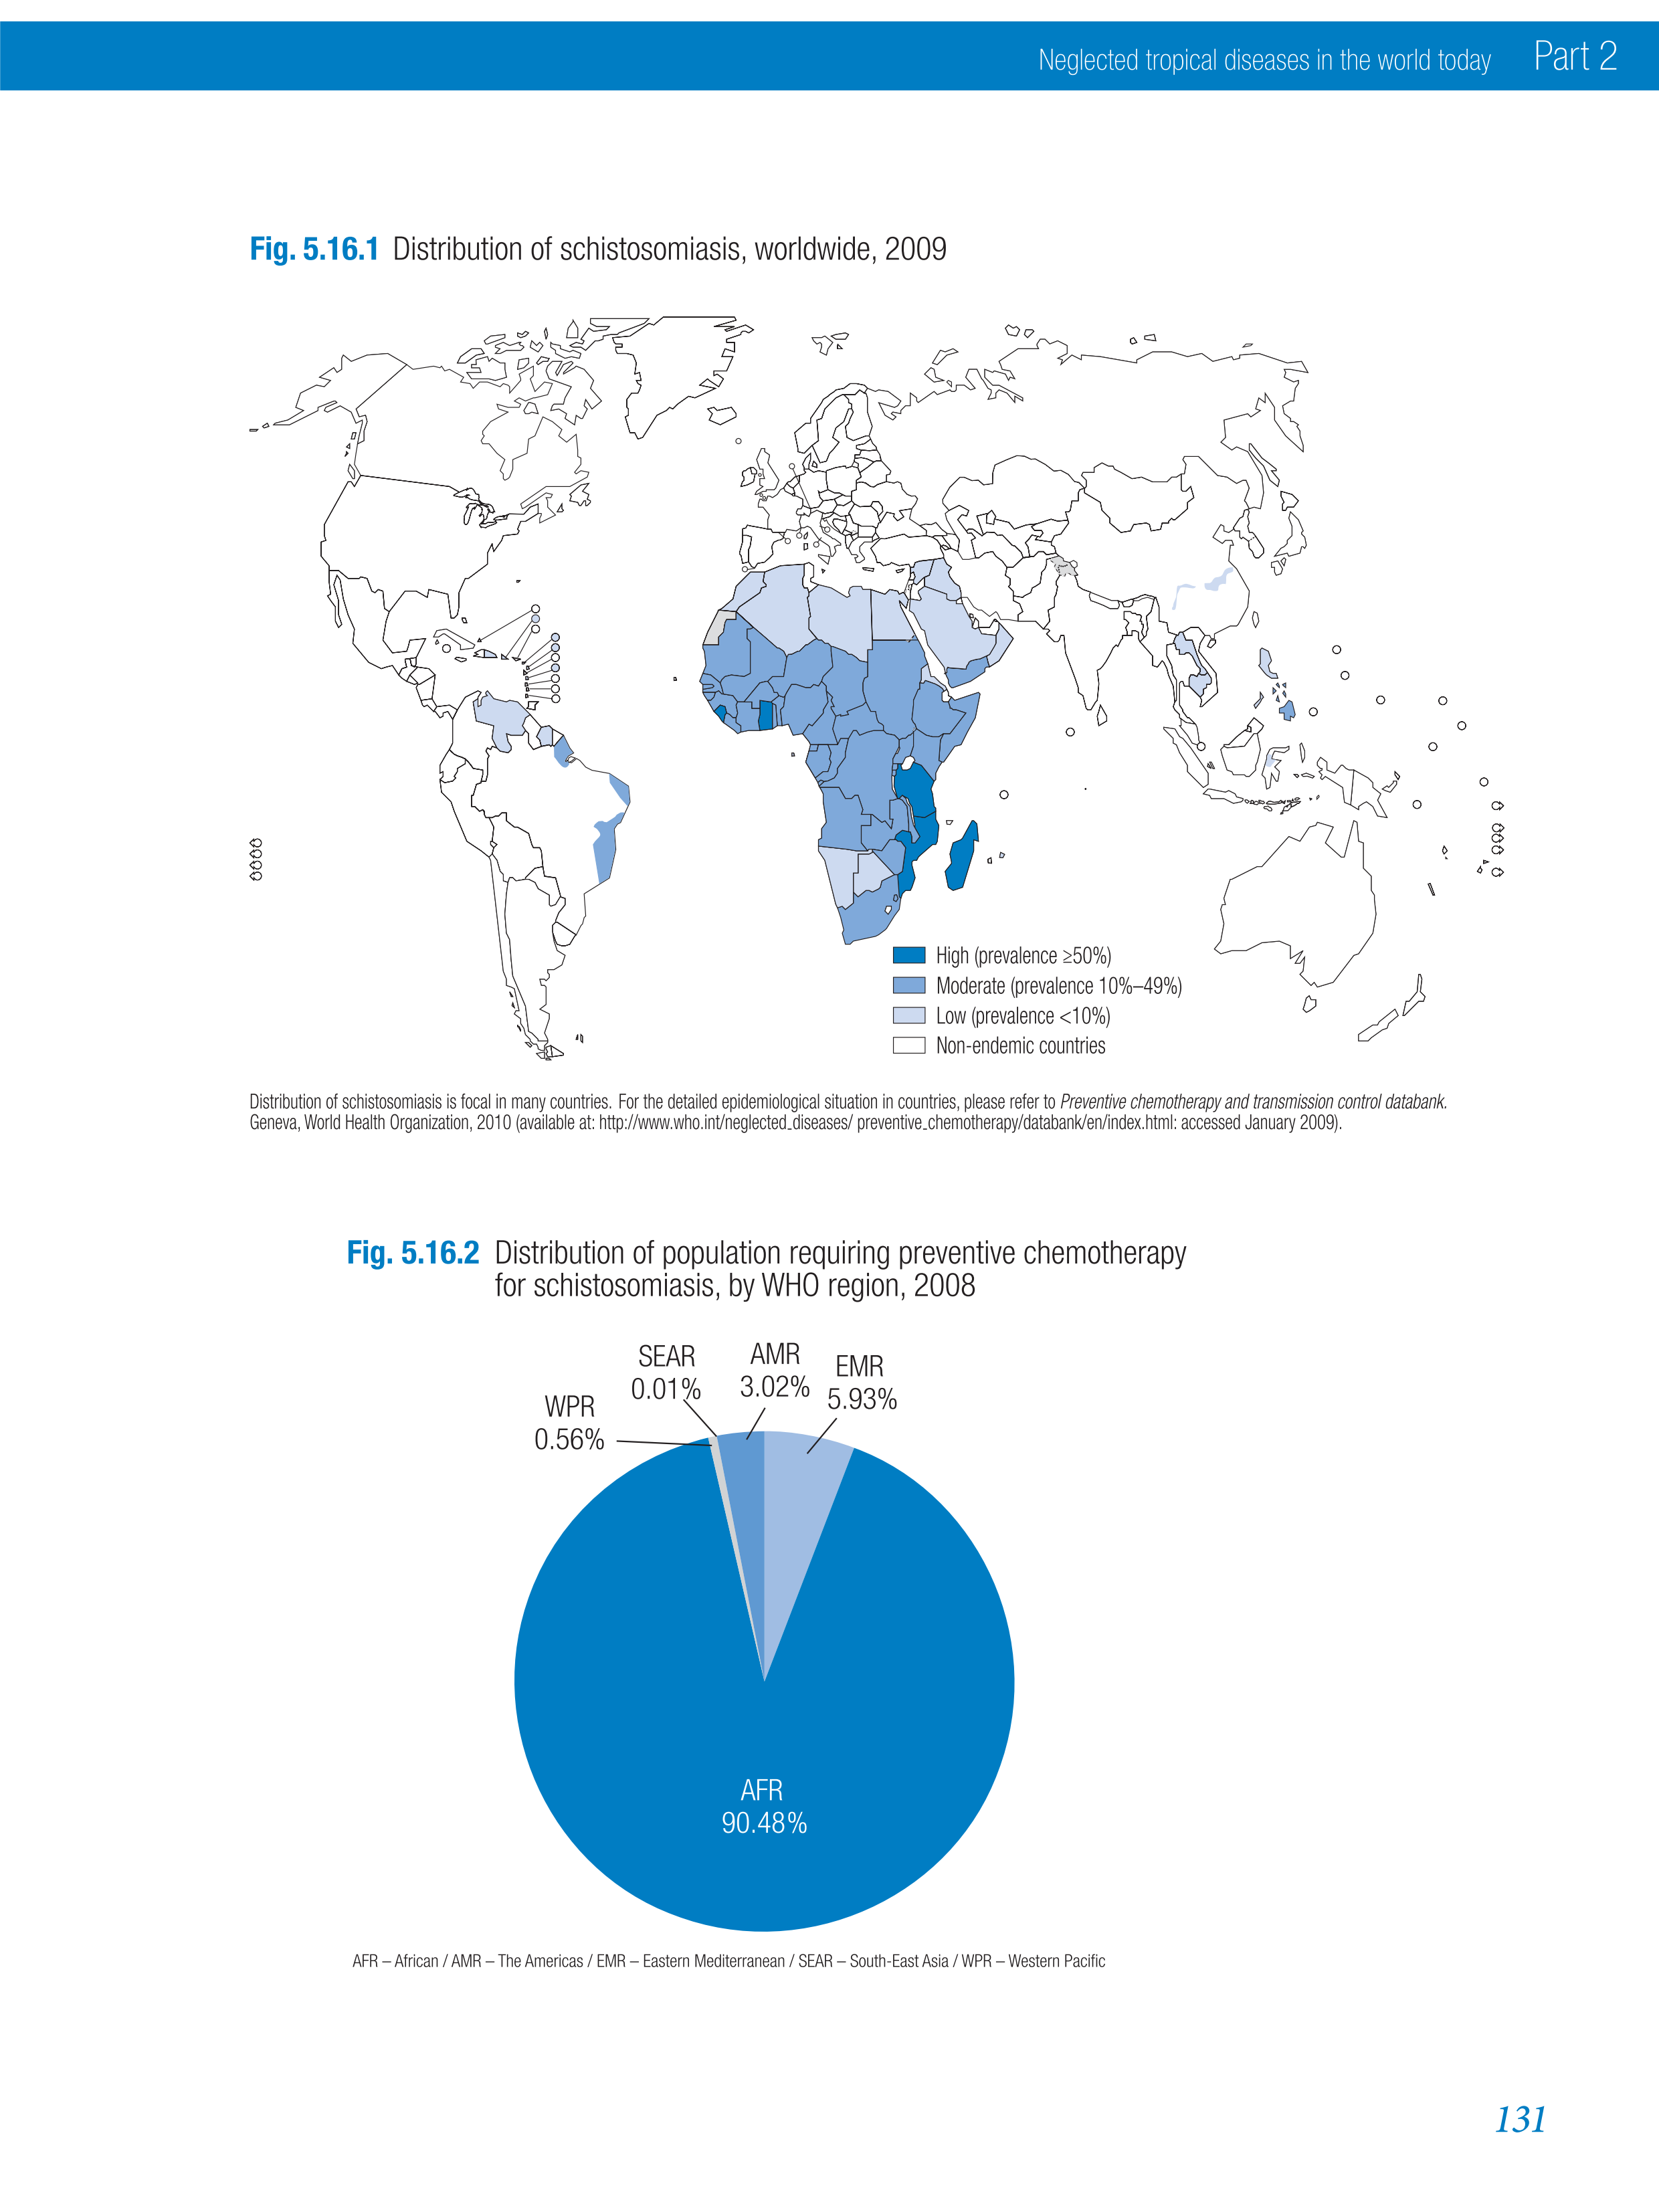 Neglected tropical diseases in the world today Part 2
Fig. 5.16.1 Distribution of schistosomiasis, worldwide, 2009
High (prevalence ≥50%)
Moderate (prevalence 10%–49%)
Low (prevalence <10%)
Non-endemic countries
Distribution of schistosomiasis is focal in many countries. For the detailed epidemiological situation in countries, please refer to Preventive chemotherapy and transmission control databank.
Geneva, World Health Organization, 2010 (available at: http://www.who.int/neglected_diseases/ preventive_chemotherapy/databank/en/index.html: accessed January 2009).
Fig. 5.16.2 Distribution of population requiring preventive chemotherapy
for schistosomiasis, by WHO region, 2008
SEAR
0.01%
AMR
3.02%
EMR
5.93%
WPR
0.56%
AFR
90.48%
AFR – African / AMR – The Americas / EMR – Eastern Mediterranean / SEAR – South-East Asia / WPR – Western Pacific
131